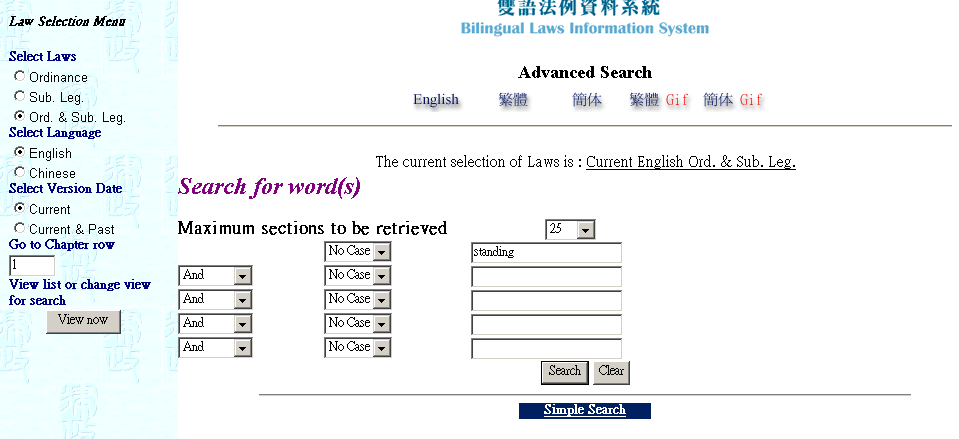 Law Selection Menu
Select Laws
Ordinance
Sub. Leg.
Ord. & Sub. Leg.
Select Language
English
Chinese
Select Version Date
Current
Current & Past
Go to Chapter row
1
View list or change view
for search
View now
雙語法例資料系統
Bilingual Laws Information System
Advanced Search
English 繁體 簡体 繁體 Gif 簡体 Gif
The current selection of Laws is : Current English Ord. & Sub. Leg.
Search for word(s)
Maximum sections to be retrieved 25
No Case standing
And No Case
And No Case
And No Case
And No Case
Search Clear
Simple Search